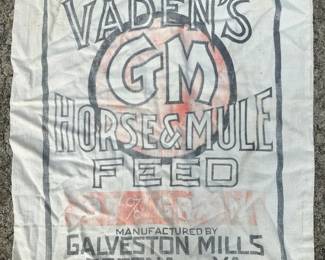 VADEN'S
GM
HORSE & MULE
FEED
MANUFACTURED BY
GALVESTON MILLS